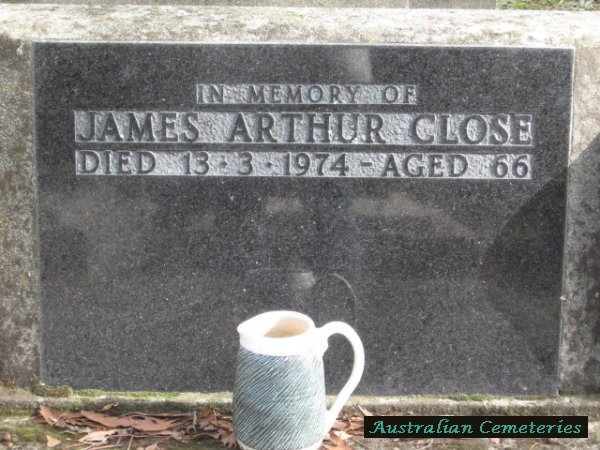 IN MEMORY OF
JAMES ARTHUR CLOSE
DIED 13·3·1974-AGED 66
Australian Cemeteries